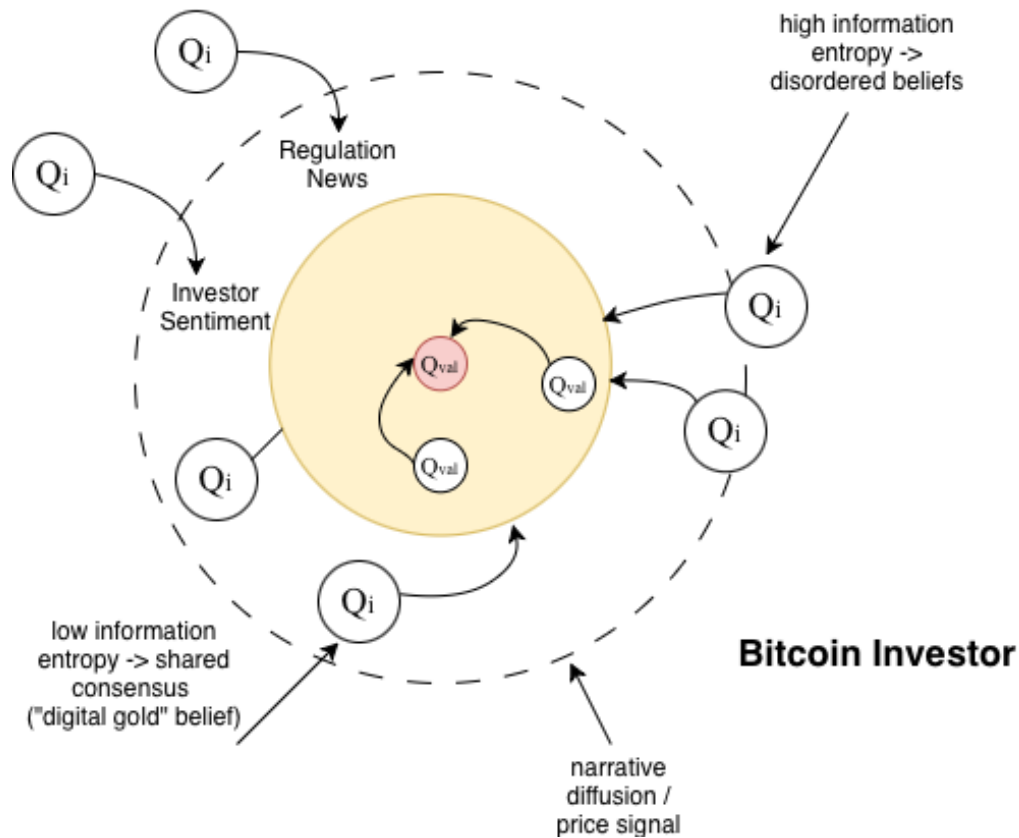 Qi
high information
entropy ->
disordered beliefs
Qi
Regulation
News
Investor
Sentiment
Qi
Qval
Qval
Qi
Qval
Qi
Qi
low information
entropy -> shared
consensus
("digital gold" belief)
Bitcoin Investor
narrative
diffusion /
price signal